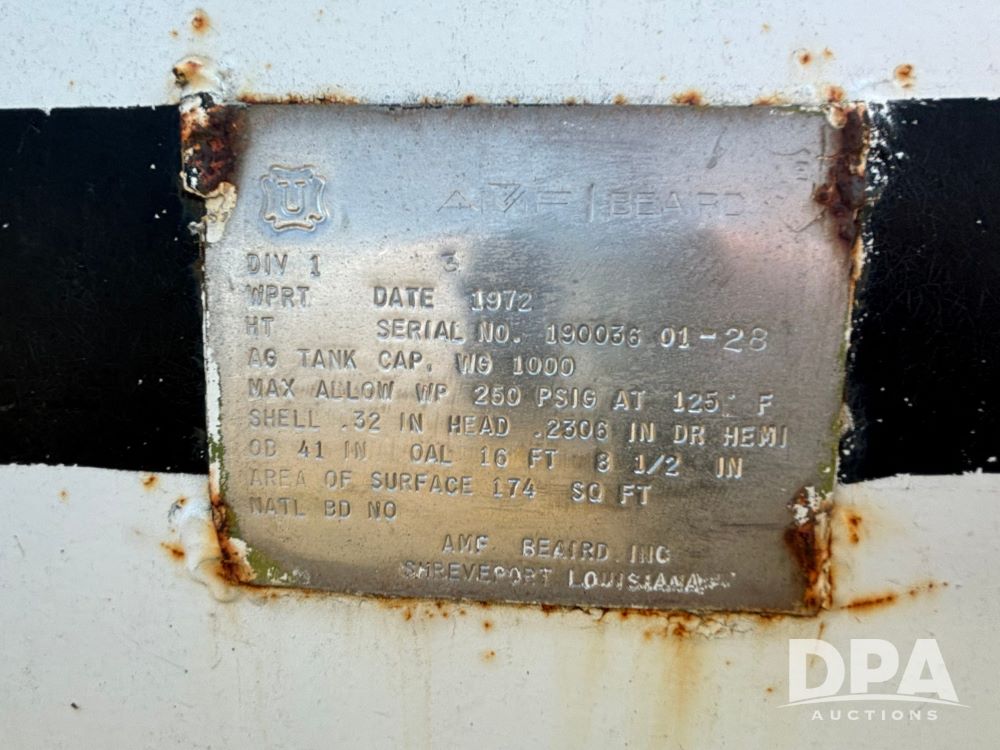 U AMF BEAIRD
DIV 1 3
WPRT DATE 1972
HT SERIAL NO. 190036 01-28
AG TANK CAP. WG 1000
MAX ALLOW WP 250 PSIG AT 125° F
SHELL .32 IN HEAD .2306 IN DR HEMI
OD 41 IN OAL 16 FT 8 1/2 IN
AREA OF SURFACE 174 SQ FT
NATL BD NO
AMF BEAIRD. INC
SHREVEPORT LOUISIANA
DPA
AUCTIONS